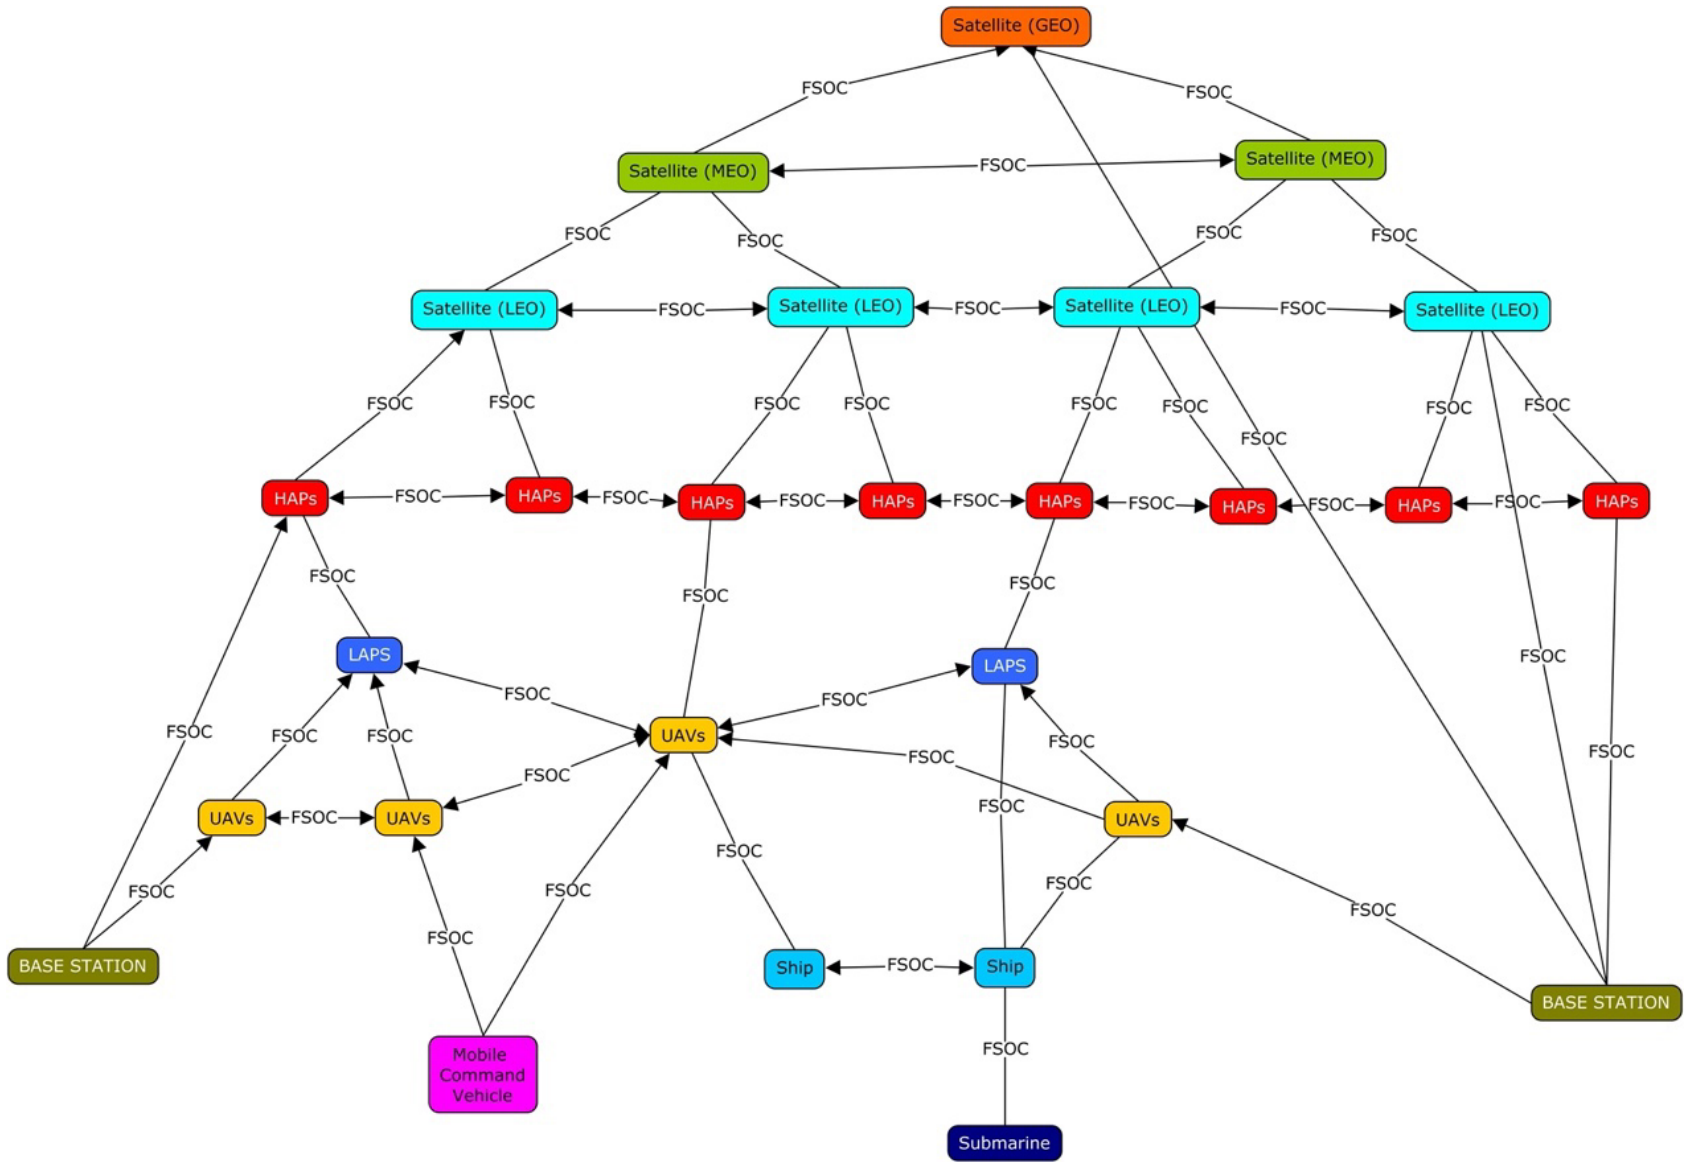 Satellite (GEO)
FSOC
FSOC
Satellite (MEO)
FSOC
Satellite (MEO)
FSOC
FSOC
FSOC
FSOC
Satellite (LEO)
FSOC
Satellite (LEO)
FSOC
Satellite (LEO)
FSOC
Satellite (LEO)
FSOC
FSOC
FSOC
FSOC
FSOC
FSOC
FSOC
FSOC
FSOC
HAPs
FSOC
HAPs
FSOC
HAPs
FSOC
HAPs
FSOC
HAPs
FSOC
HAPs
FSOC
HAPs
FSOC
HAPs
FSOC
FSOC
FSOC
LAPS
LAPS
FSOC
FSOC
FSOC
FSOC
FSOC
FSOC
UAVs
FSOC
FSOC
FSOC
FSOC
UAVs
FSOC
UAVs
FSOC
UAVs
FSOC
FSOC
FSOC
FSOC
FSOC
FSOC
BASE STATION
Ship
FSOC
Ship
BASE STATION
FSOC
Mobile
Command
Vehicle
Submarine